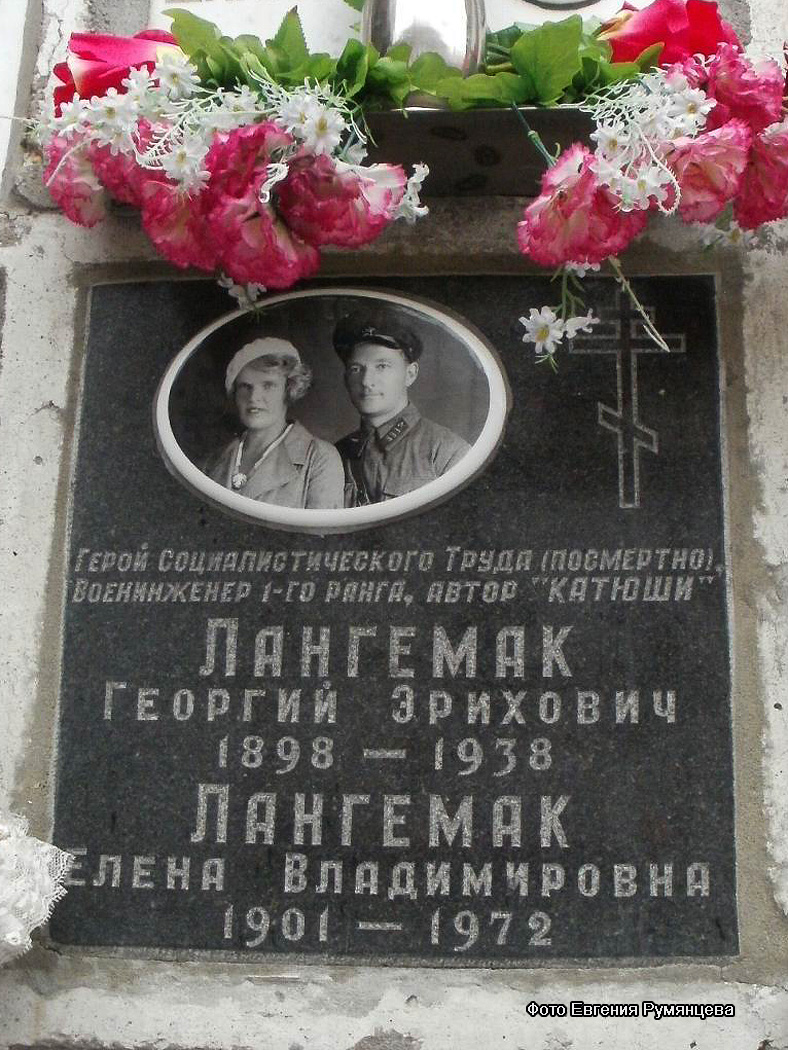 Герой Социалистического Труда (посмертно),
Военинженер 1-го ранга, автор "Катюши"
Лангемак
Георгий Эрихович
1898 — 1938
Лангемак
Елена Владимировна
1901 — 1972
Фото Евгения Румянцева